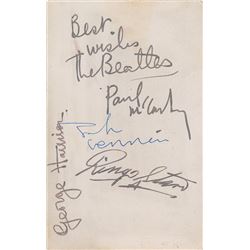 Best
wishes
The Beatles
Paul McCartney
John
Lennon
Ringo Starr
George Harrison.